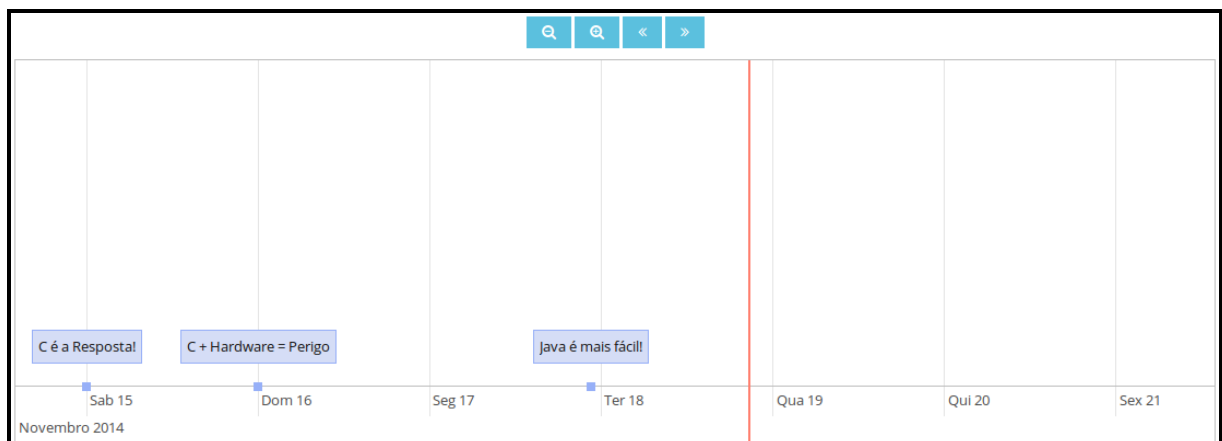 C é a Resposta!
C + Hardware = Perigo
Java é mais fácil!
Sab 15
Dom 16
Seg 17
Ter 18
Qua 19
Qui 20
Sex 21
Novembro 2014